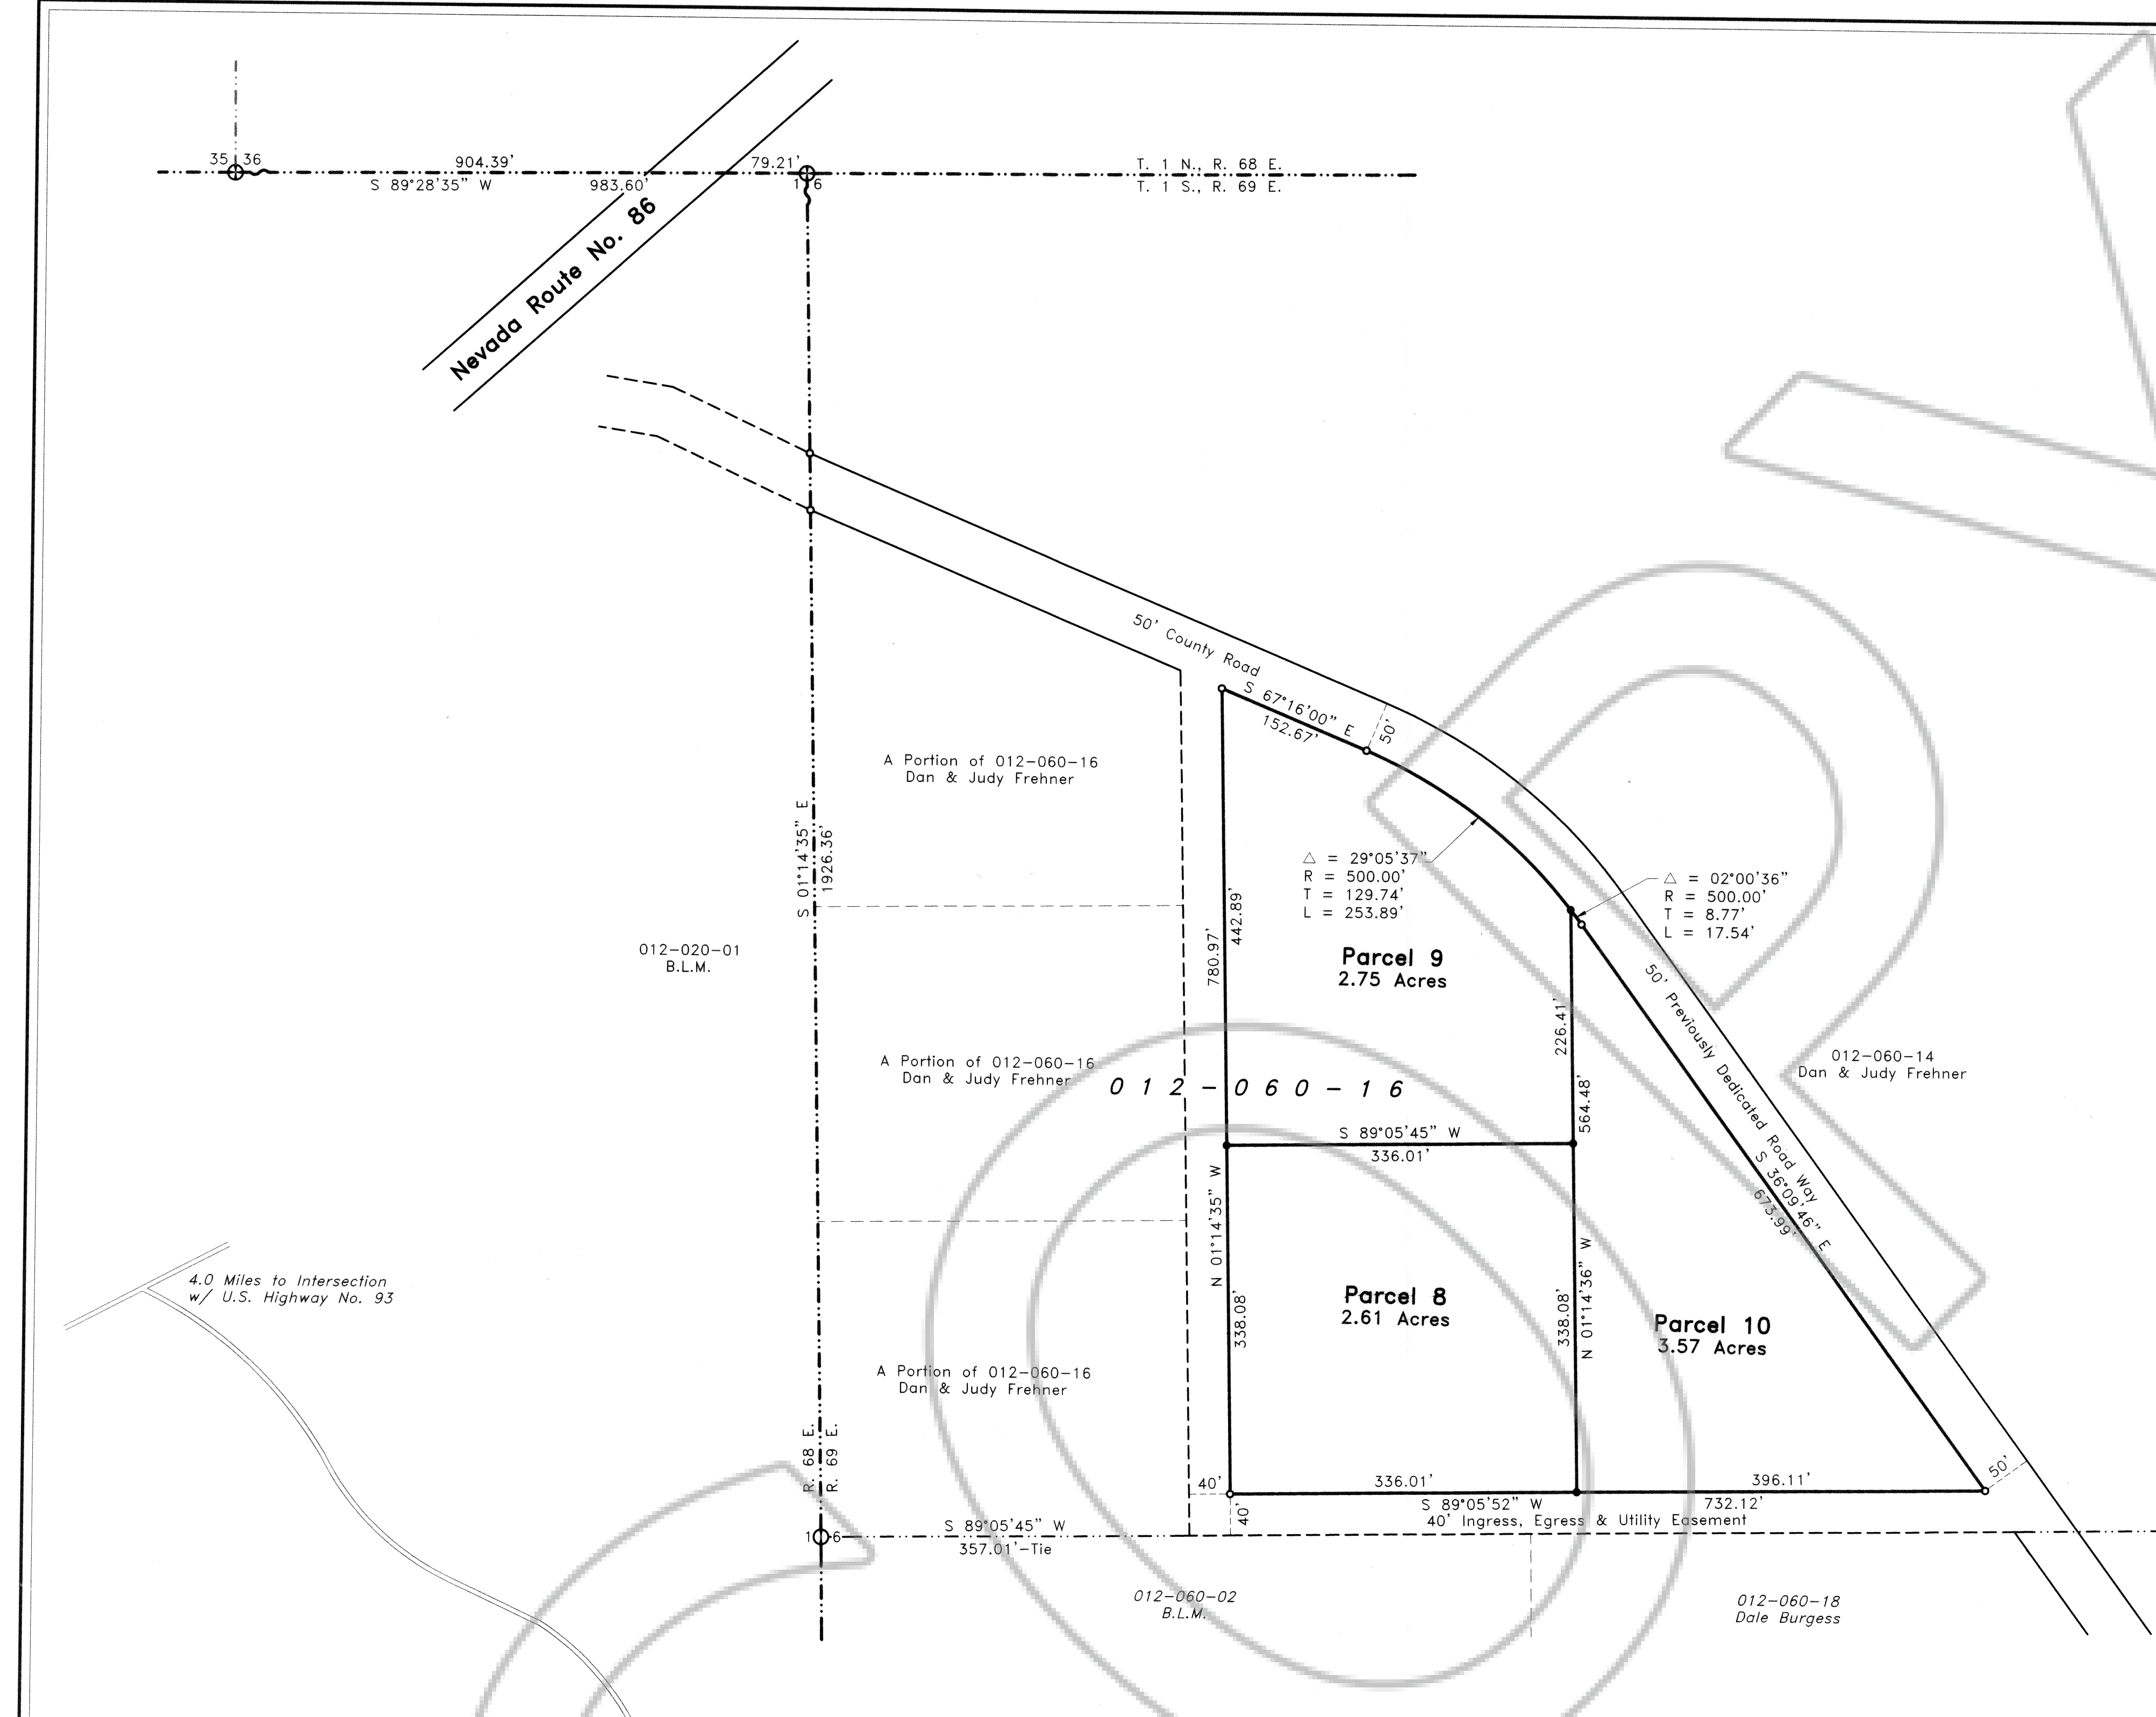 35 36
904.39'
79.21'
S 89°28'35" W
983.60'
1 6
T. 1 N., R. 68 E.
T. 1 S., R. 69 E.
Nevada Route No. 86
50' County Road
S 67°16'00" E
152.67'
50'
A Portion of 012-060-16
Dan & Judy Frehner
S 01°14'35" E
1926.36'
△ = 29°05'37"
R = 500.00'
T = 129.74'
L = 253.89'
△ = 02°00'36"
R = 500.00'
T = 8.77'
L = 17.54'
442.89'
780.97'
012-020-01
B.L.M.
Parcel 9
2.75 Acres
226.41'
564.48'
50' Previously Dedicated Road Way
S 36°09'46" E
673.99'
012-060-14
Dan & Judy Frehner
A Portion of 012-060-16
Dan & Judy Frehner
012-060-16
S 89°05'45" W
336.01'
N 01°14'35" W
338.08'
338.08'
N 01°14'36" W
4.0 Miles to Intersection
w/ U.S. Highway No. 93
Parcel 8
2.61 Acres
Parcel 10
3.57 Acres
A Portion of 012-060-16
Dan & Judy Frehner
R. 68 E.
R. 69 E.
40'
40'
336.01'
396.11'
50'
S 89°05'52" W
732.12'
40' Ingress, Egress & Utility Easement
1 6
S 89°05'45" W
357.01'-Tie
012-060-02
B.L.M.
012-060-18
Dale Burgess